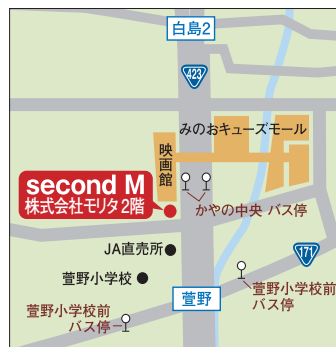 白島2
423
みのおキューズモール
映画館
second M
株式会社モリタ2階
かやの中央 バス停
JA直売所
171
萱野小学校
萱野
萱野小学校前
バス停
萱野小学校前
バス停